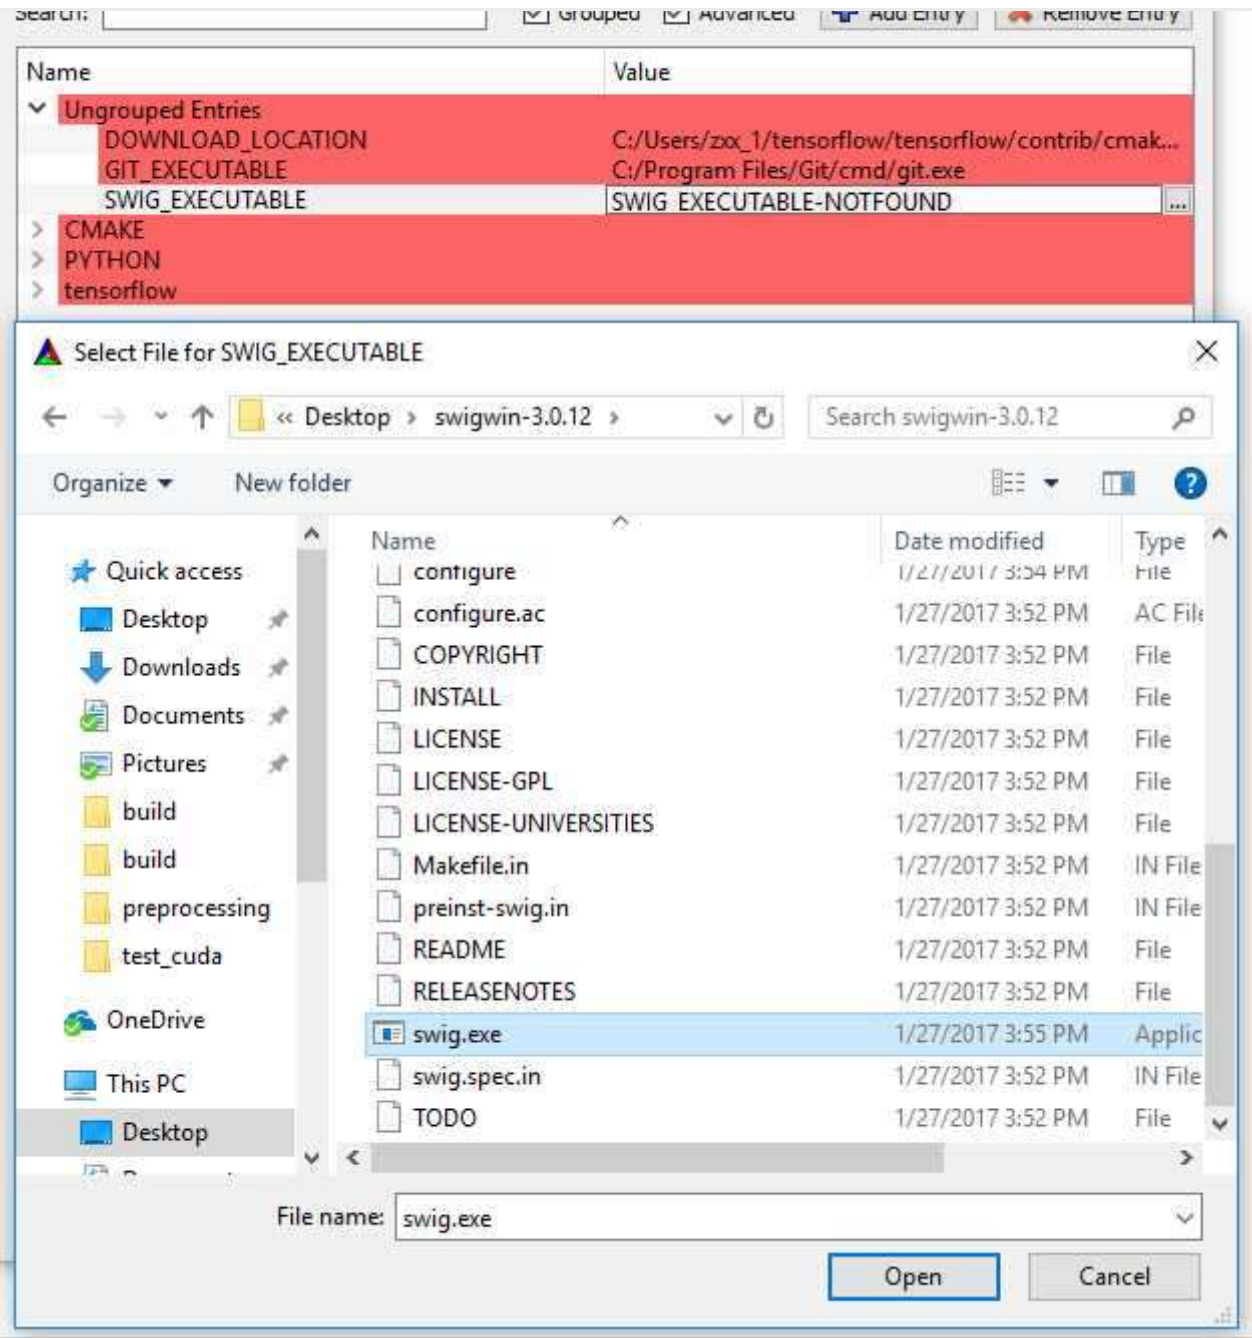 Search: Grouped Advanced Add Entry Remove Entry
Name Value
Ungrouped Entries
DOWNLOAD_LOCATION C:/Users/zxx_1/tensorflow/tensorflow/contrib/cmak...
GIT_EXECUTABLE C:/Program Files/Git/cmd/git.exe
SWIG_EXECUTABLE SWIG_EXECUTABLE-NOTFOUND ...
CMAKE
PYTHON
tensorflow
Select File for SWIG_EXECUTABLE
« Desktop > swigwin-3.0.12 > Search swigwin-3.0.12
Organize New folder
Name Date modified Type
Quick access
Desktop
Downloads
Documents
Pictures
build
build
preprocessing
test_cuda
OneDrive
This PC
Desktop
configure 1/27/2017 3:54 PM File
configure.ac 1/27/2017 3:52 PM AC File
COPYRIGHT 1/27/2017 3:52 PM File
INSTALL 1/27/2017 3:52 PM File
LICENSE 1/27/2017 3:52 PM File
LICENSE-GPL 1/27/2017 3:52 PM File
LICENSE-UNIVERSITIES 1/27/2017 3:52 PM File
Makefile.in 1/27/2017 3:52 PM IN File
preinst-swig.in 1/27/2017 3:52 PM IN File
README 1/27/2017 3:52 PM File
RELEASENOTES 1/27/2017 3:52 PM File
swig.exe 1/27/2017 3:55 PM Applic
swig.spec.in 1/27/2017 3:52 PM IN File
TODO 1/27/2017 3:52 PM File
File name: swig.exe
Open Cancel